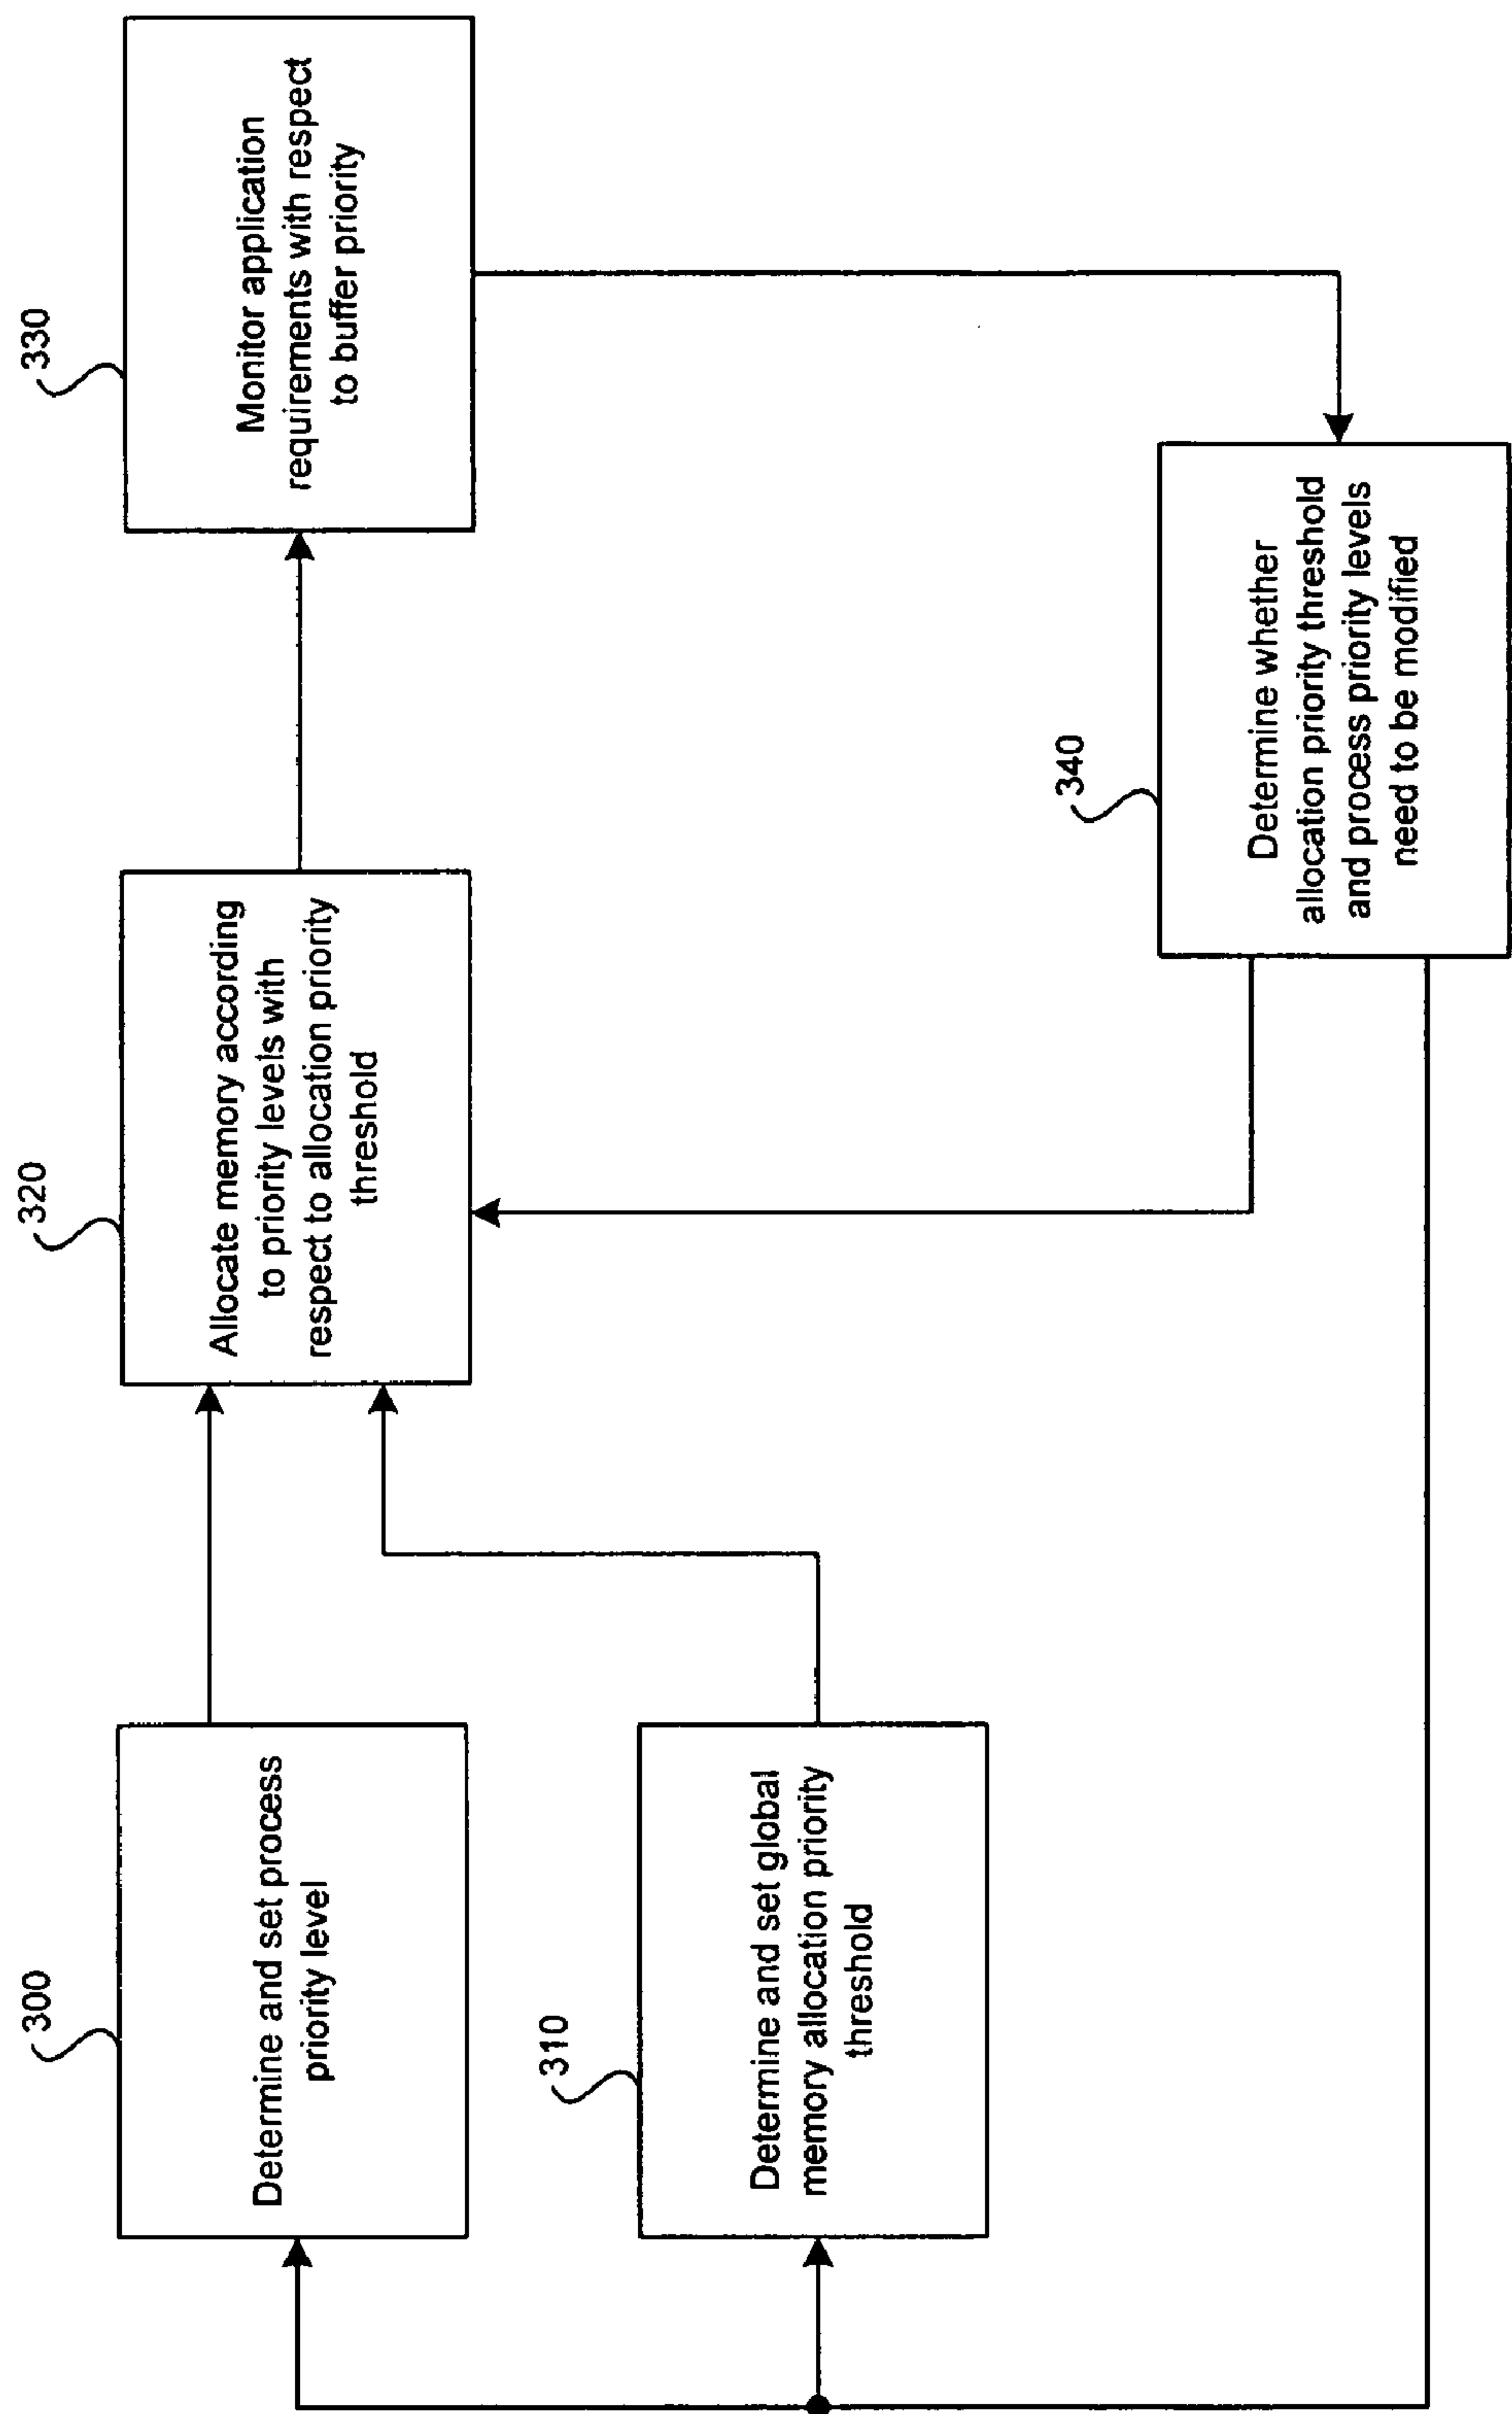 300
Determine and set process
priority level
310
Determine and set global
memory allocation priority
threshold
320
Allocate memory according
to priority levels with
respect to allocation priority
threshold
330
Monitor application
requirements with respect
to buffer priority
340
Determine whether
allocation priority threshold
and process priority levels
need to be modified